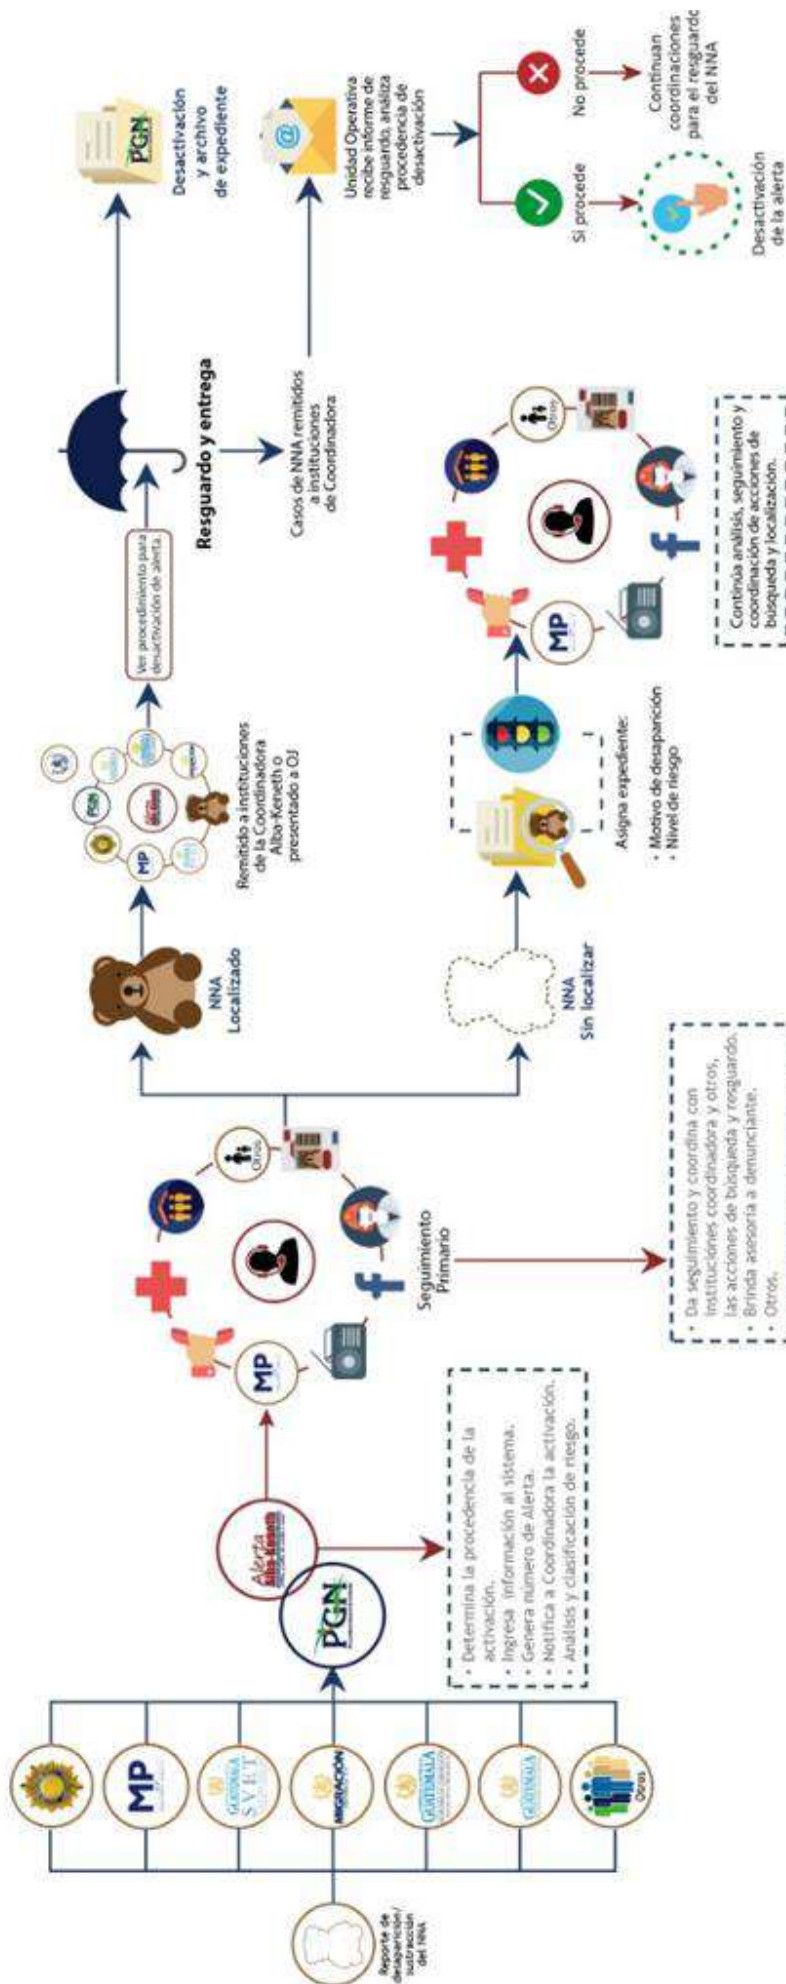 Reporte de
desaparición/
sustracción
del NNA
MP
GUATEMALA
SVET
MIGRACIÓN
GUATEMALA
GUATEMALA
Otros
PGN
Alerta
Alba-Keneth
• Determina la procedencia de la
activación.
• Ingresa información al sistema.
• Genera número de Alerta.
• Notifica a Coordinadora la activación.
• Análisis y clasificación de riesgo.
MP
Otros
f
Seguimiento
Primario
• Da seguimiento y coordina con
Instituciones coordinadora y otros,
las acciones de búsqueda y resguardo.
• Brinda asesoría a denunciante.
• Otros.
NNA
Localizado
PGN
MP
Remitido a instituciones
de la Coordinadora
Alba-Keneth o
presentado a OJ
Ver procedimiento para
desactivación de alerta.
Resguardo y entrega
PGN
Desactivación
y archivo
de expediente
Casos de NNA remitidos
a instituciones
de Coordinadora
@
Unidad Operativa
recibe informe de
resguardo, analiza
procedencia de
desactivación
Si procede
No procede
Desactivación
de la alerta
Continuan
coordinaciones
para el resguardo
del NNA
NNA
Sin localizar
Asigna expediente:
• Motivo de desaparición
• Nivel de riesgo
MP
Otros
f
Continúa análisis, seguimiento y
coordinación de acciones de
búsqueda y localización.